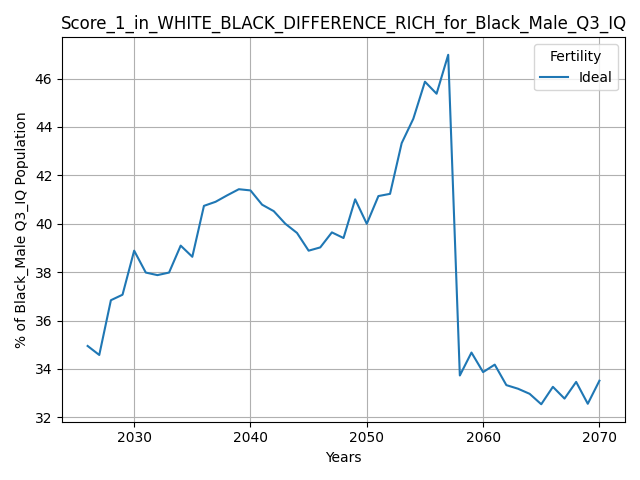 Score_1_in_WHITE_BLACK_DIFFERENCE_RICH_for_Black_Male_Q3_IQ
Fertility
Ideal
% of Black_Male Q3_IQ Population
46
44
42
40
38
36
34
32
2030
2040
2050
2060
2070
Years